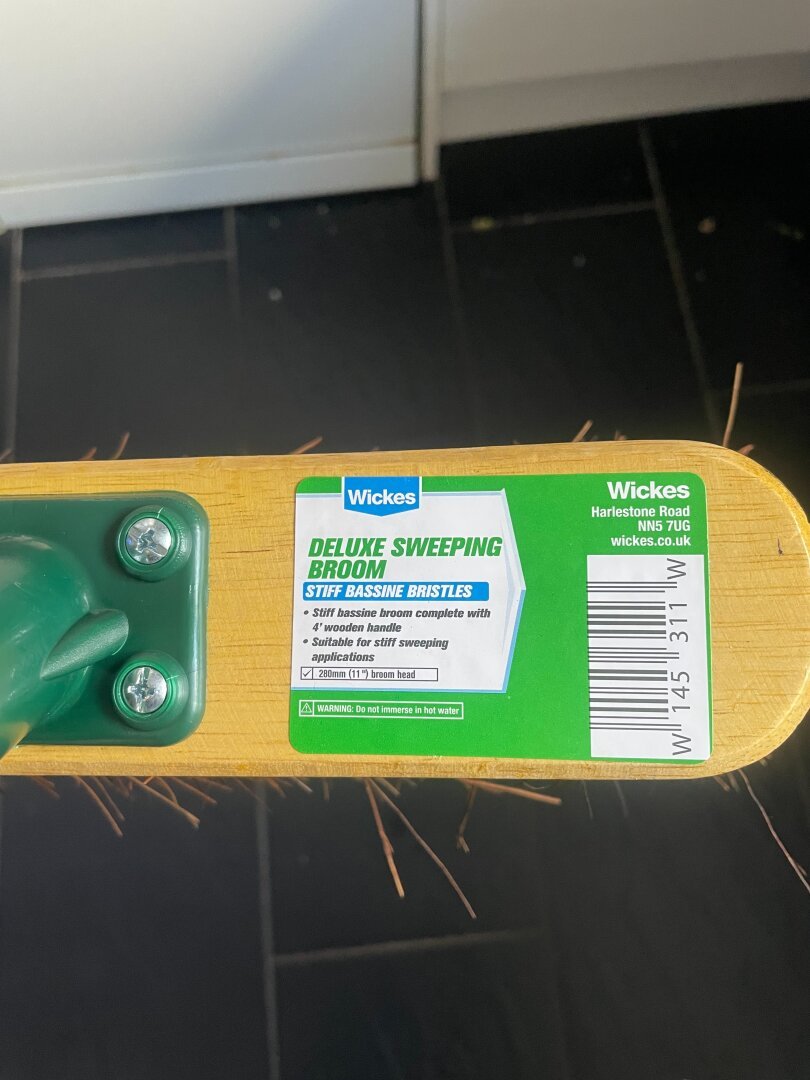 Wickes
DELUXE SWEEPING
BROOM
STIFF BASSINE BRISTLES
• Stiff bassine broom complete with
4' wooden handle
• Suitable for stiff sweeping
applications
280mm (11") broom head
WARNING: Do not immerse in hot water
Wickes
Harlestone Road
NN5 7UG
wickes.co.uk
W 145 311 W